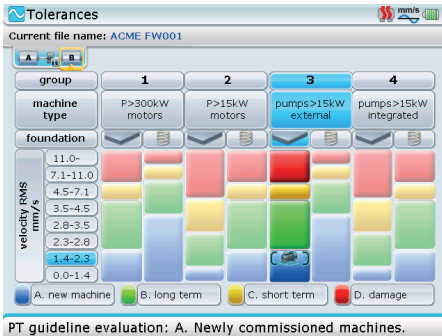 Tolerances
mm/s
Current file name: ACME FW001
A B
group 1 2 3 4
machine type P>300kW motors P>15kW motors pumps>15kW external pumps>15kW integrated
foundation
velocity RMS mm/s
11.0-
7.1-11.0
4.5-7.1
3.5-4.5
2.8-3.5
2.3-2.8
1.4-2.3
0.0-1.4
A. new machine B. long term C. short term D. damage
PT guideline evaluation: A. Newly commissioned machines.